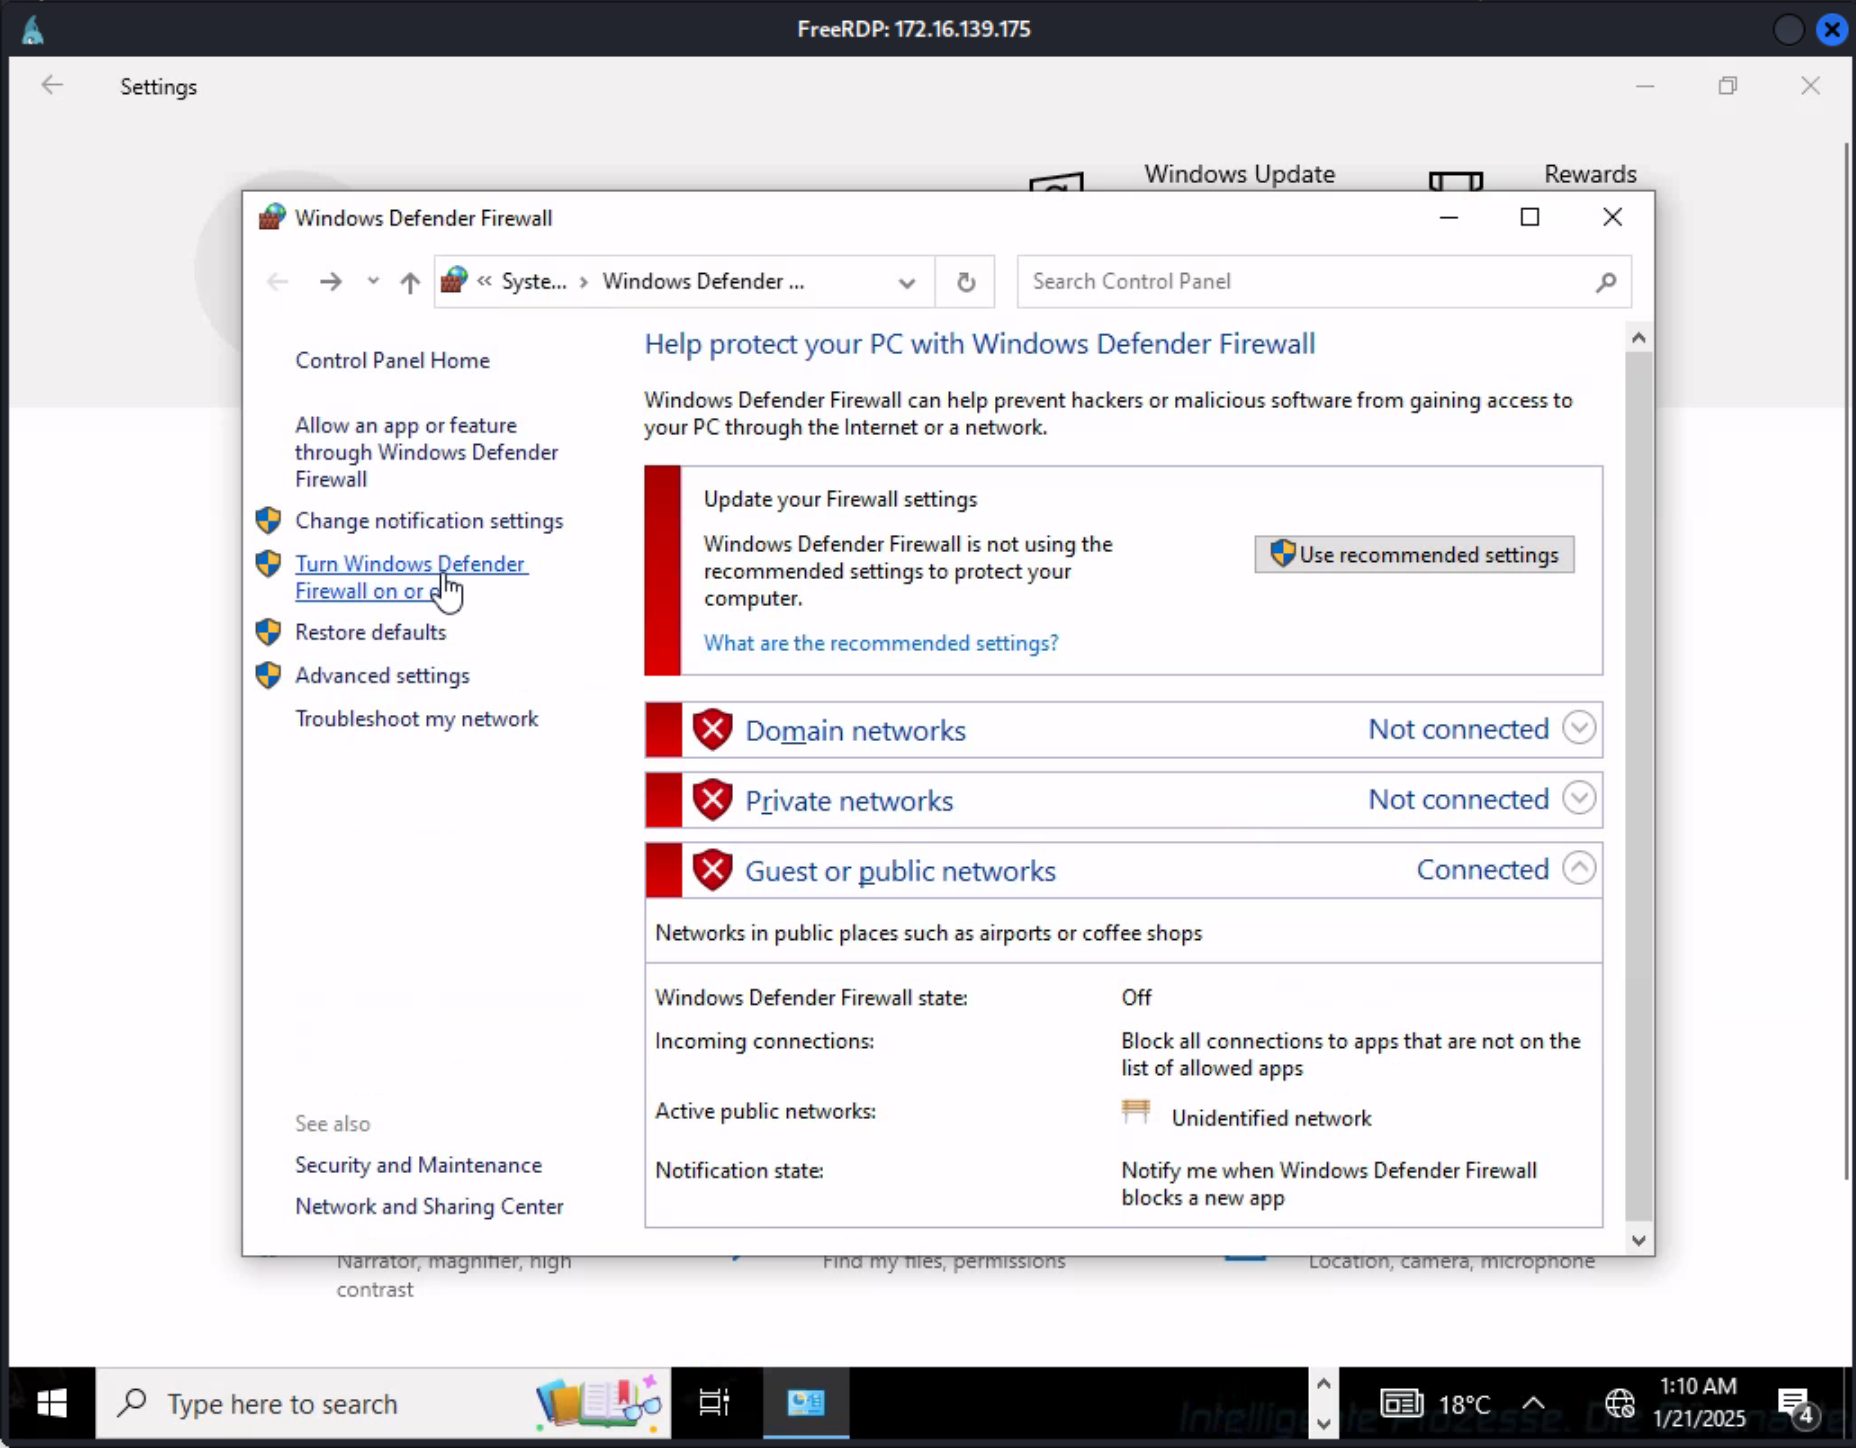 FreeRDP: 172.16.139.175
Settings
Windows Update
Rewards
Windows Defender Firewall
« Syste... › Windows Defender ...
Search Control Panel
Control Panel Home
Allow an app or feature
through Windows Defender
Firewall
Change notification settings
Turn Windows Defender
Firewall on or
Restore defaults
Advanced settings
Troubleshoot my network
See also
Security and Maintenance
Network and Sharing Center
Help protect your PC with Windows Defender Firewall
Windows Defender Firewall can help prevent hackers or malicious software from gaining access to
your PC through the Internet or a network.
Update your Firewall settings
Windows Defender Firewall is not using the
recommended settings to protect your
computer.
Use recommended settings
What are the recommended settings?
Domain networks Not connected
Private networks Not connected
Guest or public networks Connected
Networks in public places such as airports or coffee shops
Windows Defender Firewall state: Off
Incoming connections: Block all connections to apps that are not on the
list of allowed apps
Active public networks: Unidentified network
Notification state: Notify me when Windows Defender Firewall
blocks a new app
Narrator, magnifier, high
contrast
Find my files, permissions
Location, camera, microphone
Type here to search
18°C
1:10 AM
1/21/2025
4